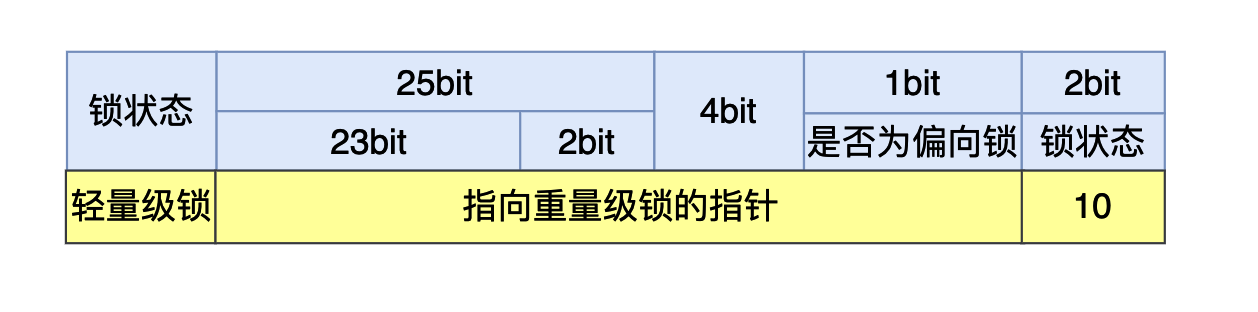 锁状态
25bit
4bit
1bit
2bit
23bit
2bit
是否为偏向锁
锁状态
轻量级锁
指向重量级锁的指针
10